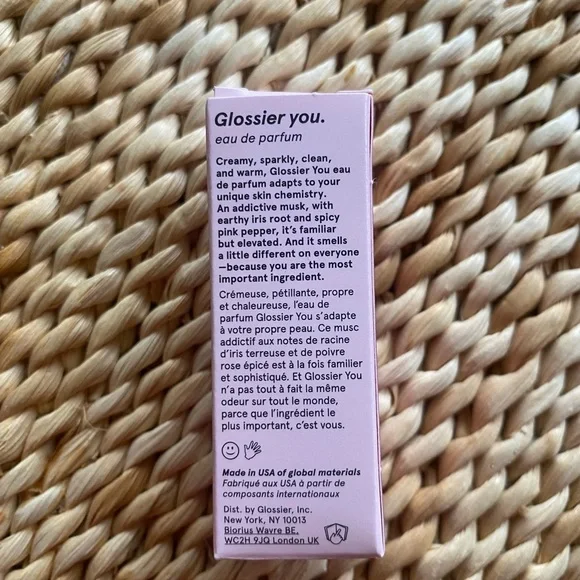 Glossier you.
eau de parfum
Creamy, sparkly, clean,
and warm, Glossier You eau
de parfum adapts to your
unique skin chemistry.
An addictive musk, with
earthy iris root and spicy
pink pepper, it's familiar
but elevated. And it smells
a little different on everyone
—because you are the most
important ingredient.
Crémeuse, pétillante, propre
et chaleureuse, l'eau de
parfum Glossier You s'adapte
à votre propre peau. Ce musc
addictif aux notes de racine
d'iris terreuse et de poivre
rose épicé est à la fois familier
et sophistiqué. Et Glossier You
n'a pas tout à fait la même
odeur sur tout le monde,
parce que l'ingrédient le
plus important, c'est vous.
Made in USA of global materials
Fabriqué aux USA à partir de
composants internationaux
Dist. by Glossier, Inc.
New York, NY 10013
Biorius Wavre BE,
WC2H 9JQ London UK